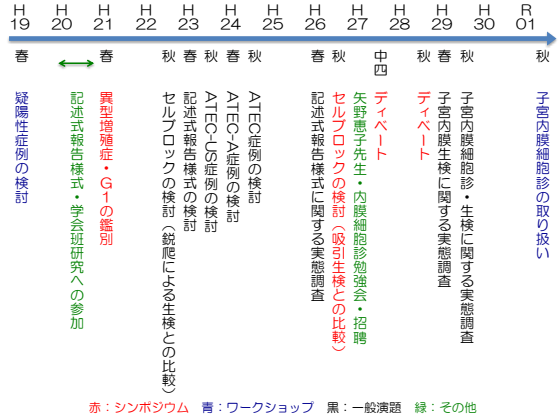 H19 H20 H21 H22 H23 H24 H25 H26 H27 H28 H29 H30 R01
春 春 秋 春 秋 春 秋 春 秋 中四 秋 春 秋 秋
疑陽性症例の検討
記述式報告様式・学会班研究への参加
異型増殖症・G1の鑑別
セルブロックの検討（鋭匙による生検との比較）
記述式報告様式の検討
ATEC-US症例の検討
ATEC-A症例の検討
ATEC症例の検討
記述式報告様式に関する実態調査
セルブロックの検討（吸引生検との比較）
矢野恵子先生・内膜細胞診勉強会・招聘
ディベート
ディベート
子宮内膜生検に関する実態調査
子宮内膜細胞診・生検に関する実態調査
子宮内膜細胞診の取り扱い
赤：シンポジウム　青：ワークショップ　黒：一般演題　緑：その他